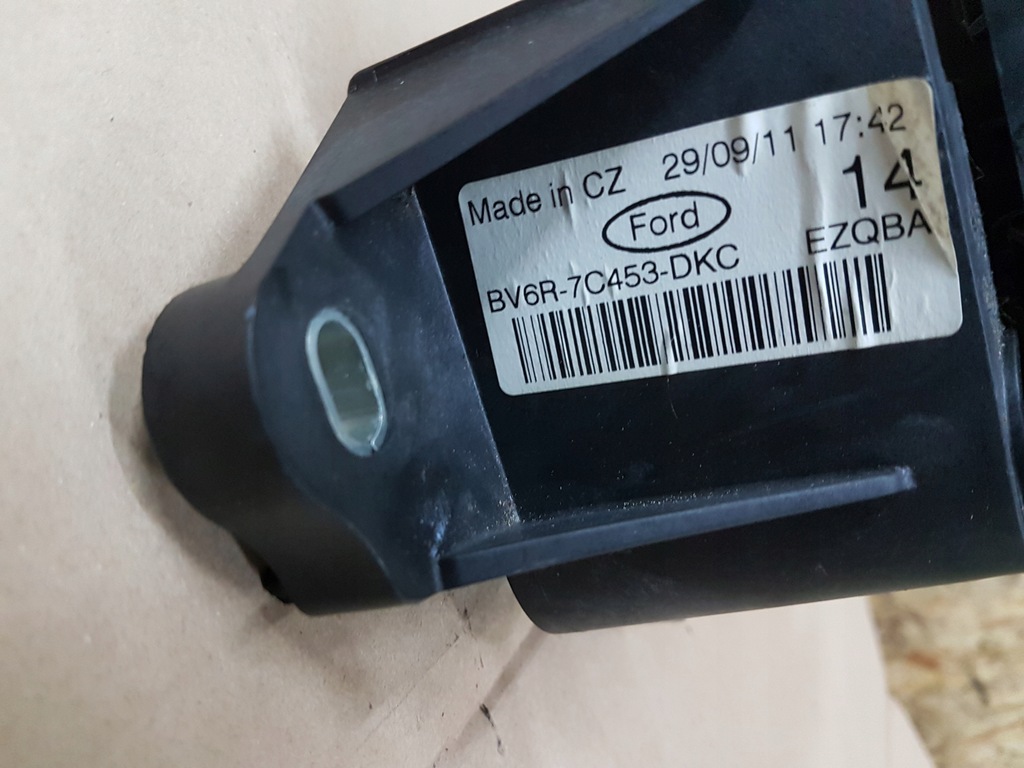 Made in CZ 29/09/11 17:42
Ford 14
BV6R-7C453-DKC EZQBA